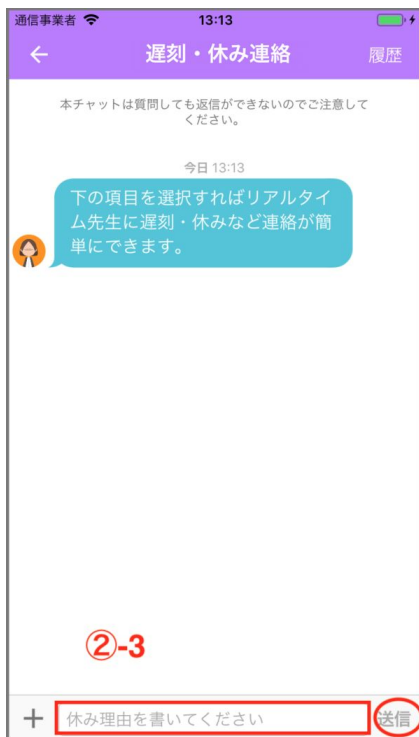 通信事業者 13:13
← 遅刻・休み連絡 履歴
本チャットは質問しても返信ができないのでご注意して
ください。
今日 13:13
下の項目を選択すればリアルタイ
ム先生に遅刻・休みなど連絡が簡
単にできます。
②-3
+ 休み理由を書いてください 送信